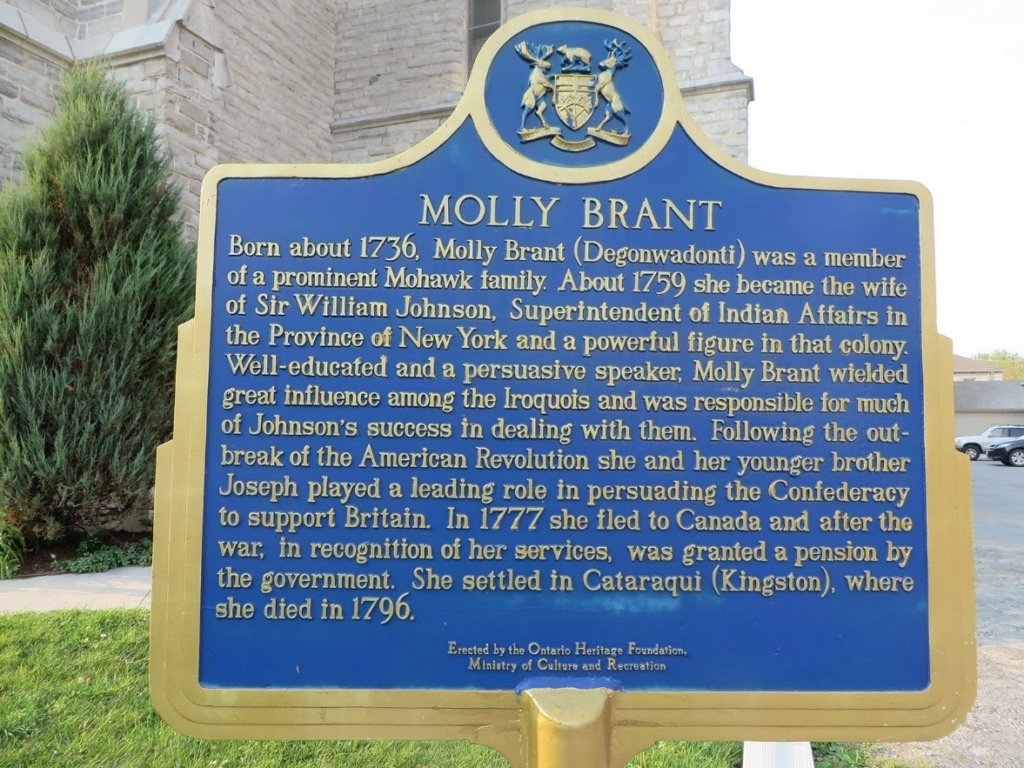 MOLLY BRANT
Born about 1736, Molly Brant (Degonwadonti) was a member
of a prominent Mohawk family. About 1759 she became the wife
of Sir William Johnson, Superintendent of Indian Affairs in
the Province of New York and a powerful figure in that colony.
Well-educated and a persuasive speaker, Molly Brant wielded
great influence among the Iroquois and was responsible for much
of Johnson's success in dealing with them. Following the out-
break of the American Revolution she and her younger brother
Joseph played a leading role in persuading the Confederacy
to support Britain. In 1777 she fled to Canada and after the
war, in recognition of her services, was granted a pension by
the government. She settled in Cataraqui (Kingston), where
she died in 1796.
Erected by the Ontario Heritage Foundation,
Ministry of Culture and Recreation